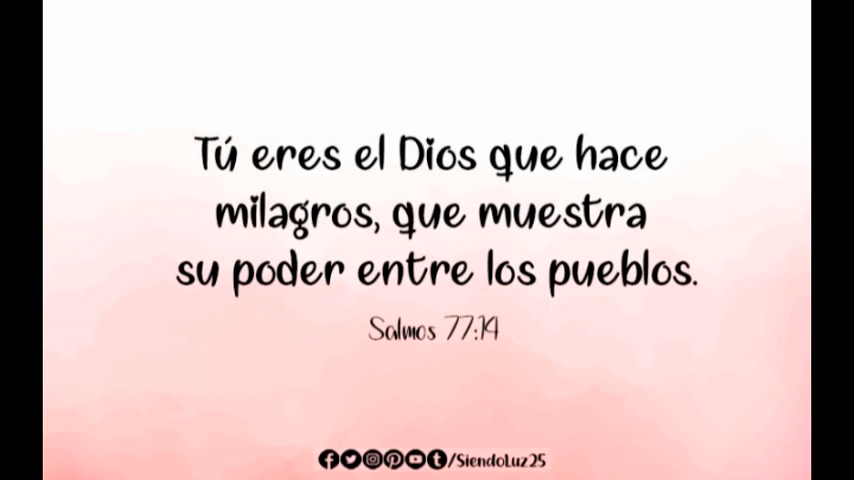 Tú eres el Dios que hace
milagros, que muestra
su poder entre los pueblos.
Salmos 77:14
/SiendoLuz25